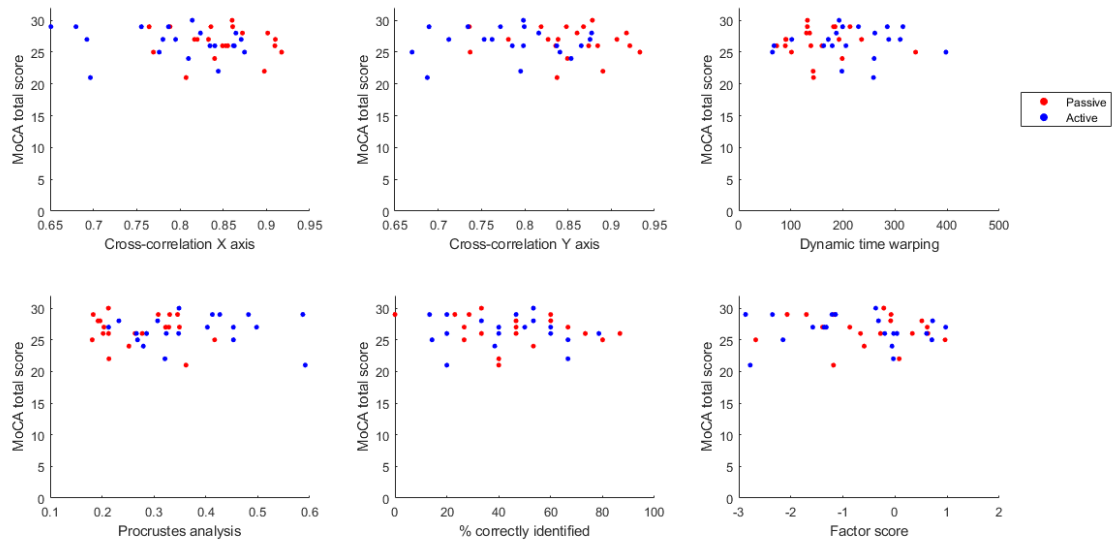 MoCA total score
30
25
20
15
10
5
0
0.65 0.7 0.75 0.8 0.85 0.9 0.95
Cross-correlation X axis
MoCA total score
30
25
20
15
10
5
0
0.65 0.7 0.75 0.8 0.85 0.9 0.95
Cross-correlation Y axis
MoCA total score
30
25
20
15
10
5
0
0 100 200 300 400 500
Dynamic time warping
Passive
Active
MoCA total score
30
25
20
15
10
5
0
0.1 0.2 0.3 0.4 0.5 0.6
Procrustes analysis
MoCA total score
30
25
20
15
10
5
0
0 20 40 60 80 100
% correctly identified
MoCA total score
30
25
20
15
10
5
0
-3 -2 -1 0 1 2
Factor score